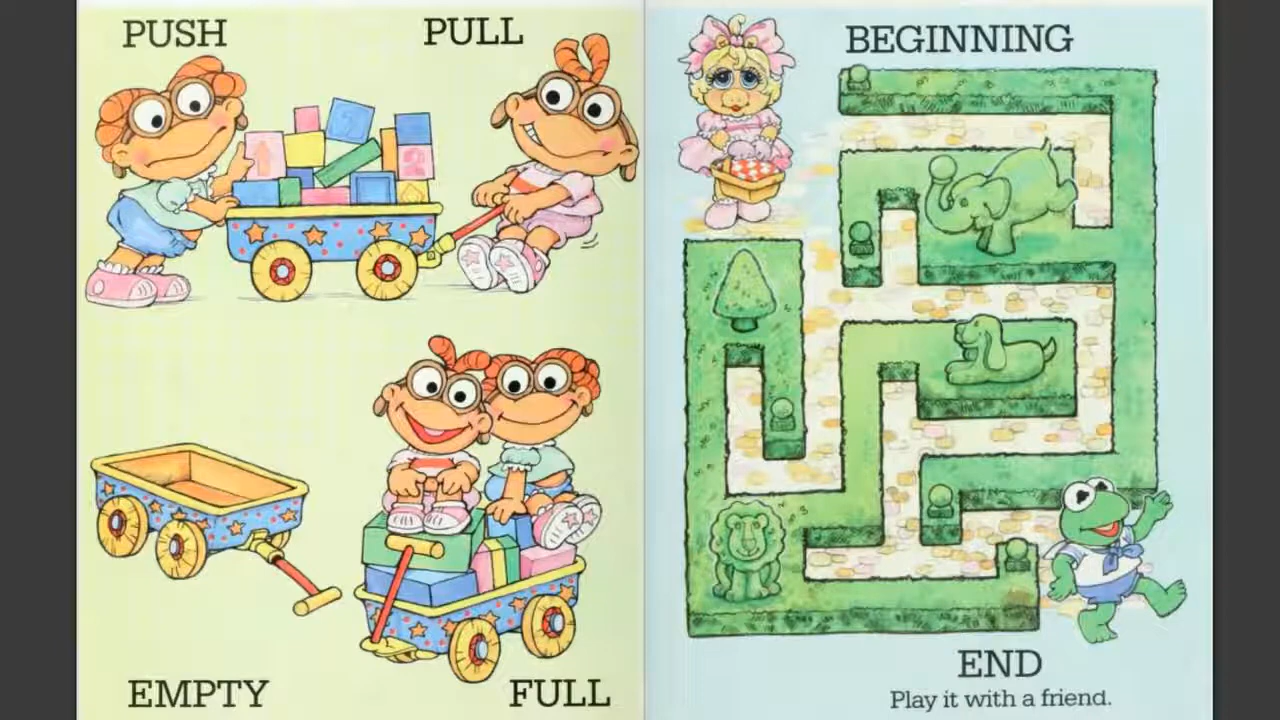 PUSH
PULL
EMPTY
FULL
BEGINNING
END
Play it with a friend.